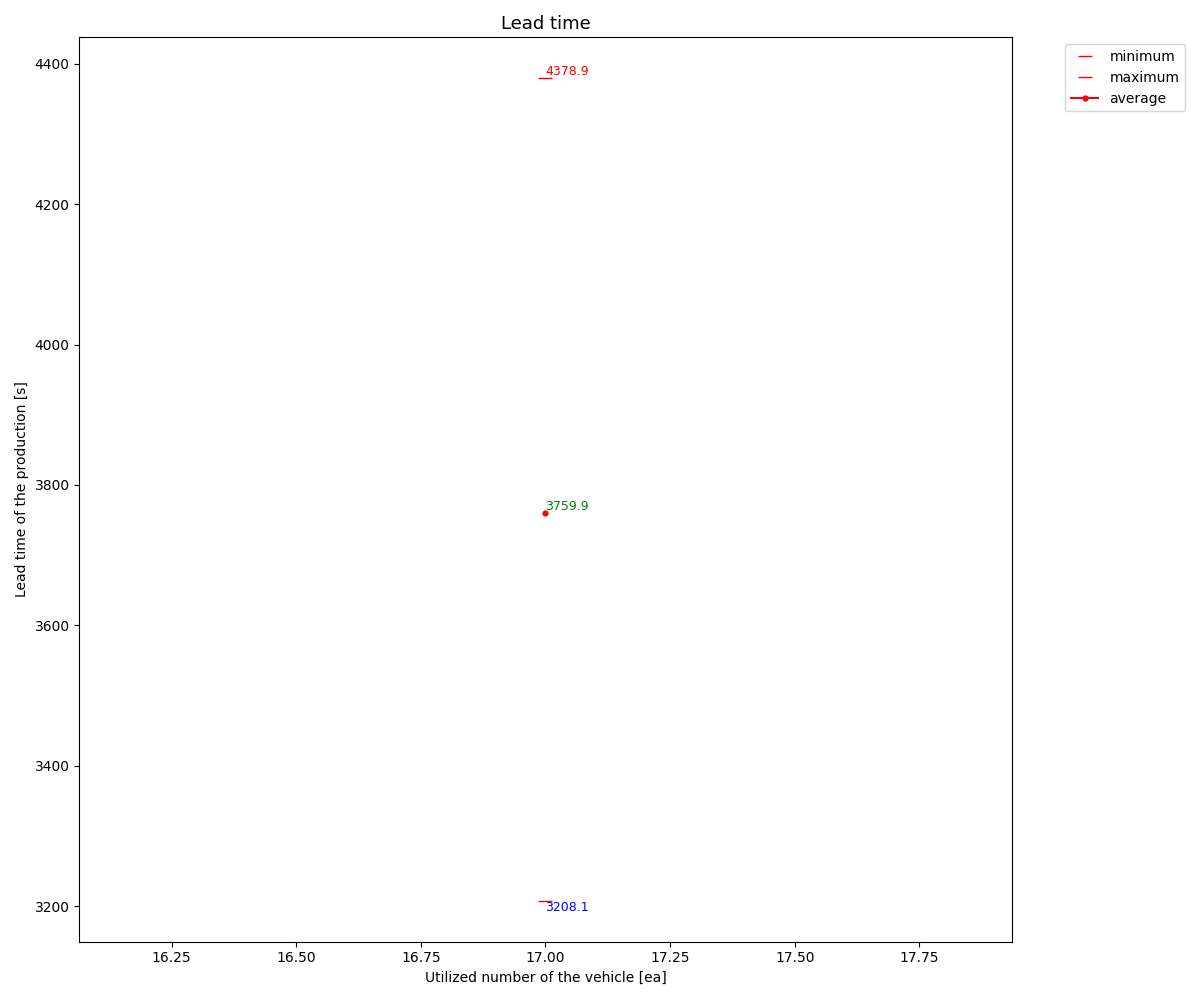 Lead time
minimum
maximum
average
4400
4200
4000
3800
3600
3400
3200
Lead time of the production [s]
4378.9
3759.9
3208.1
16.25 16.50 16.75 17.00 17.25 17.50 17.75
Utilized number of the vehicle [ea]